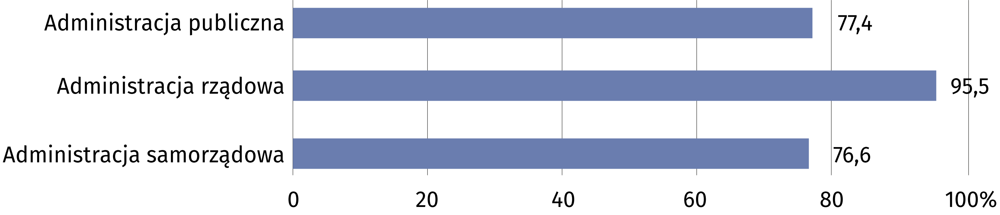 Administracja publiczna 77,4
Administracja rządowa 95,5
Administracja samorządowa 76,6
0 20 40 60 80 100%